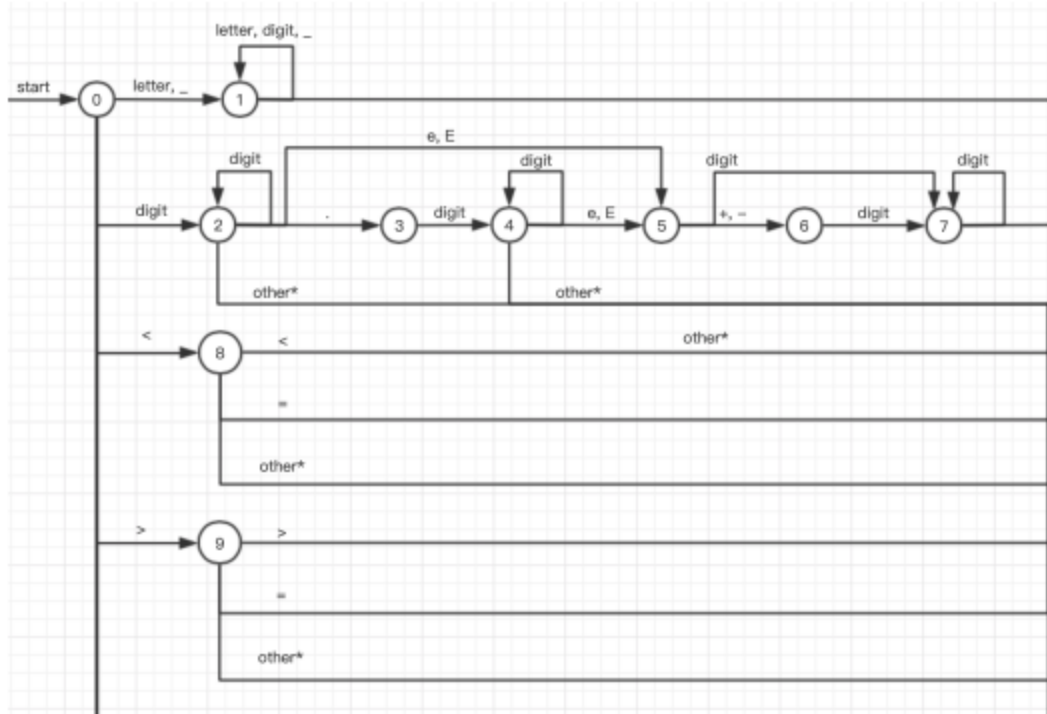 letter, digit, _
start
0
letter, _
1
e, E
digit
digit
digit
digit
digit
2
.
3
digit
4
e, E
5
+, -
6
digit
7
other*
other*
<
8
<
other*
=
other*
>
9
>
=
other*